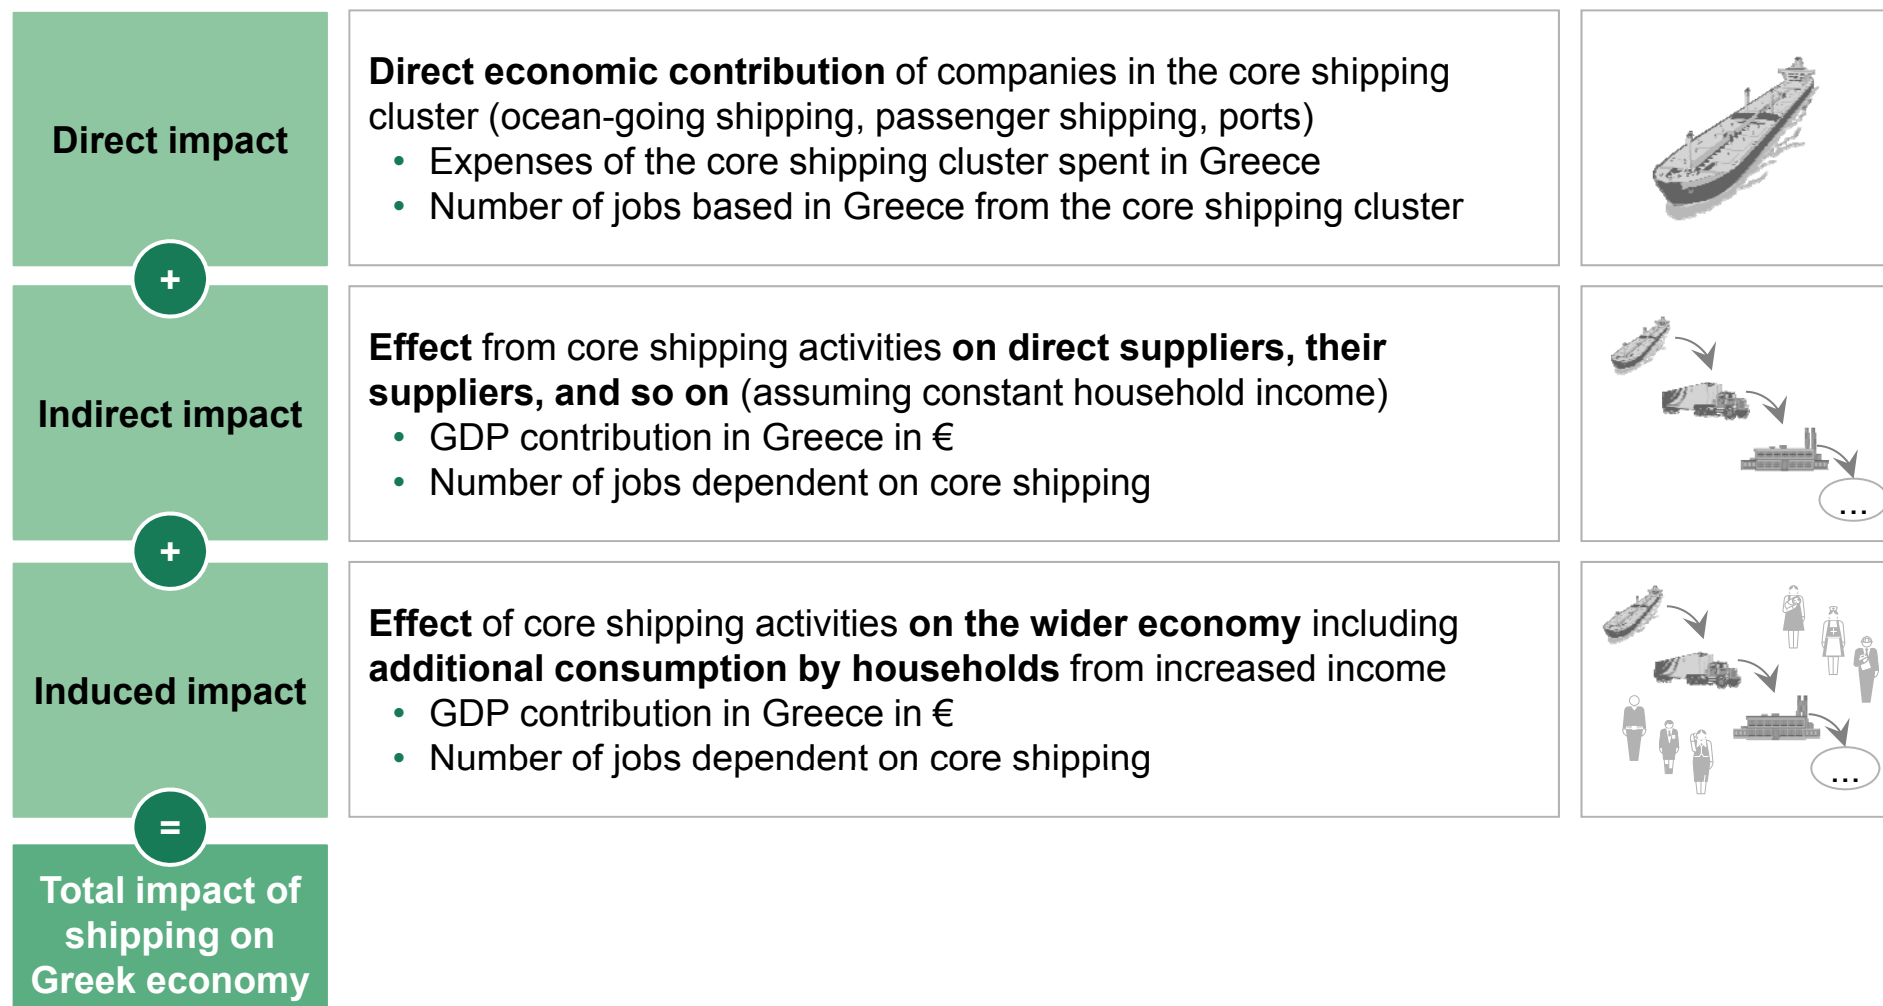 Direct impact
Direct economic contribution of companies in the core shipping
cluster (ocean-going shipping, passenger shipping, ports)
• Expenses of the core shipping cluster spent in Greece
• Number of jobs based in Greece from the core shipping cluster
+
Indirect impact
Effect from core shipping activities on direct suppliers, their
suppliers, and so on (assuming constant household income)
• GDP contribution in Greece in €
• Number of jobs dependent on core shipping
...
+
Induced impact
Effect of core shipping activities on the wider economy including
additional consumption by households from increased income
• GDP contribution in Greece in €
• Number of jobs dependent on core shipping
...
=
Total impact of
shipping on
Greek economy